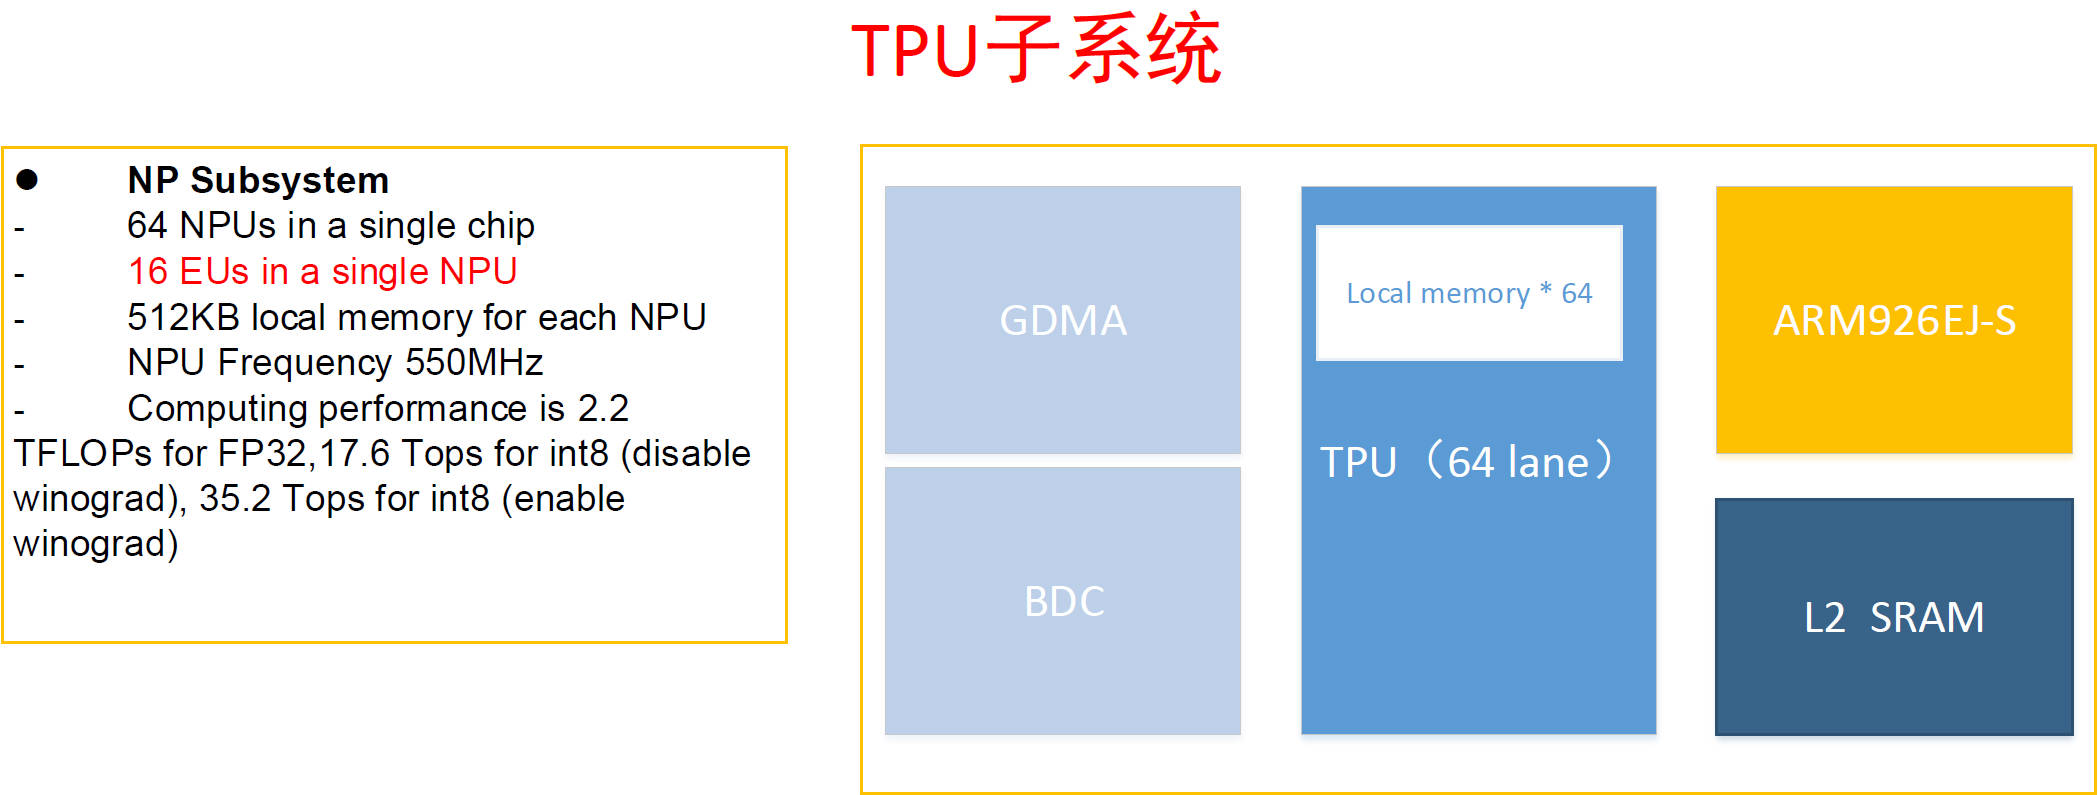 TPU子系统
● NP Subsystem
- 64 NPUs in a single chip
- 16 EUs in a single NPU
- 512KB local memory for each NPU
- NPU Frequency 550MHz
- Computing performance is 2.2
TFLOPs for FP32,17.6 Tops for int8 (disable
winograd), 35.2 Tops for int8 (enable
winograd)
GDMA
BDC
Local memory * 64
TPU（64 lane）
ARM926EJ-S
L2 SRAM